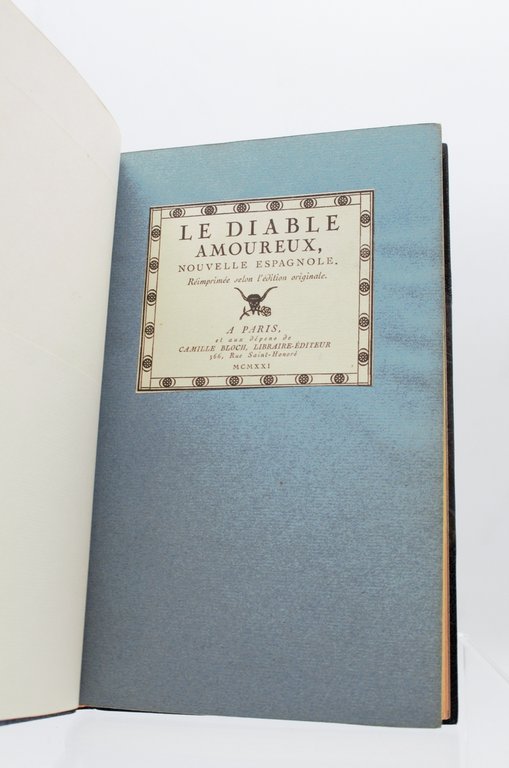 LE DIABLE
AMOUREUX,
NOUVELLE ESPAGNOLE,
Réimprimée selon l'édition originale.
A PARIS,
et aux dépens de
CAMILLE BLOCH, LIBRAIRE-ÉDITEUR
366, Rue Saint-Honoré
MCMXXI